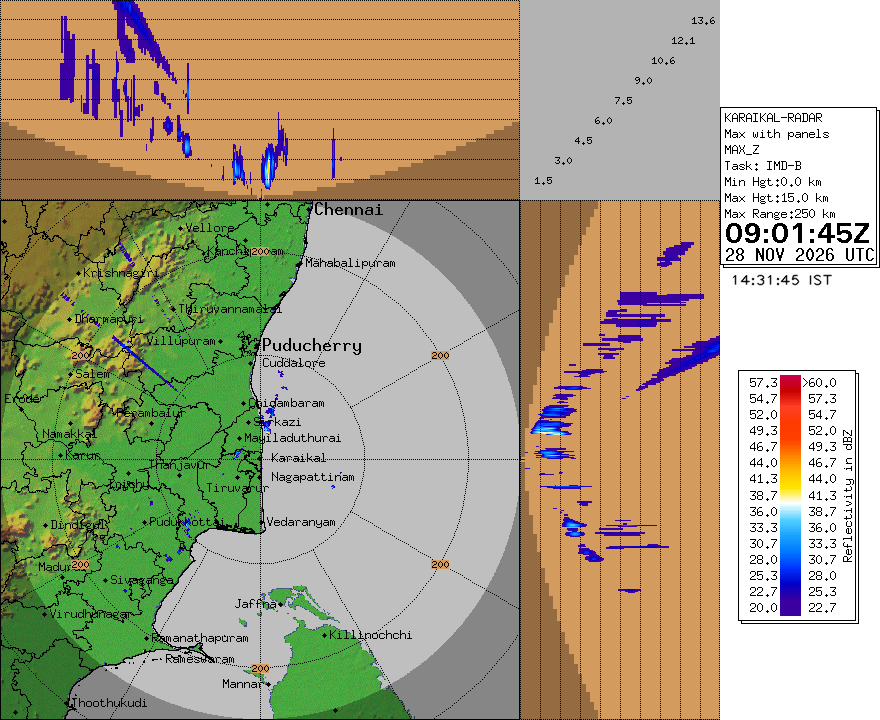 13.6
12.1
10.6
9.0
7.5
6.0
4.5
3.0
1.5
KARAIKAL-RADAR
Max with panels
MAX_Z
Task: IMD-B
Min Hgt:0.0 km
Max Hgt:15.0 km
Max Range:250 km
09:01:45Z
28 NOV 2026 UTC
14:31:45 IST
Chennai
Vellore
200
Mahabalipuram
Krishnagiri
Thiruvannamalai
Dharmapuri
Villupuram
Puducherry
200
200
Cuddalore
Salem
Erode
Chidambaram
Perambalur
Sirkazi
Namakkal
Mayiladuthurai
Karur
Karaikal
Thanjavur
Nagapattinam
Tiruvarur
Dindigul
Pudukkottai
Vedaranyam
200
200
Madurai
Sivaganga
Jaffna
Virudhunagar
Killinochchi
Ramanathapuram
Rameswaram
200
Mannar
Thoothukudi
57.3 >60.0
54.7 57.3
52.0 54.7
49.3 52.0
46.7 49.3
44.0 46.7
41.3 44.0
38.7 41.3
36.0 38.7
33.3 36.0
30.7 33.3
28.0 30.7
25.3 28.0
22.7 25.3
20.0 22.7
Reflectivity in dBZ